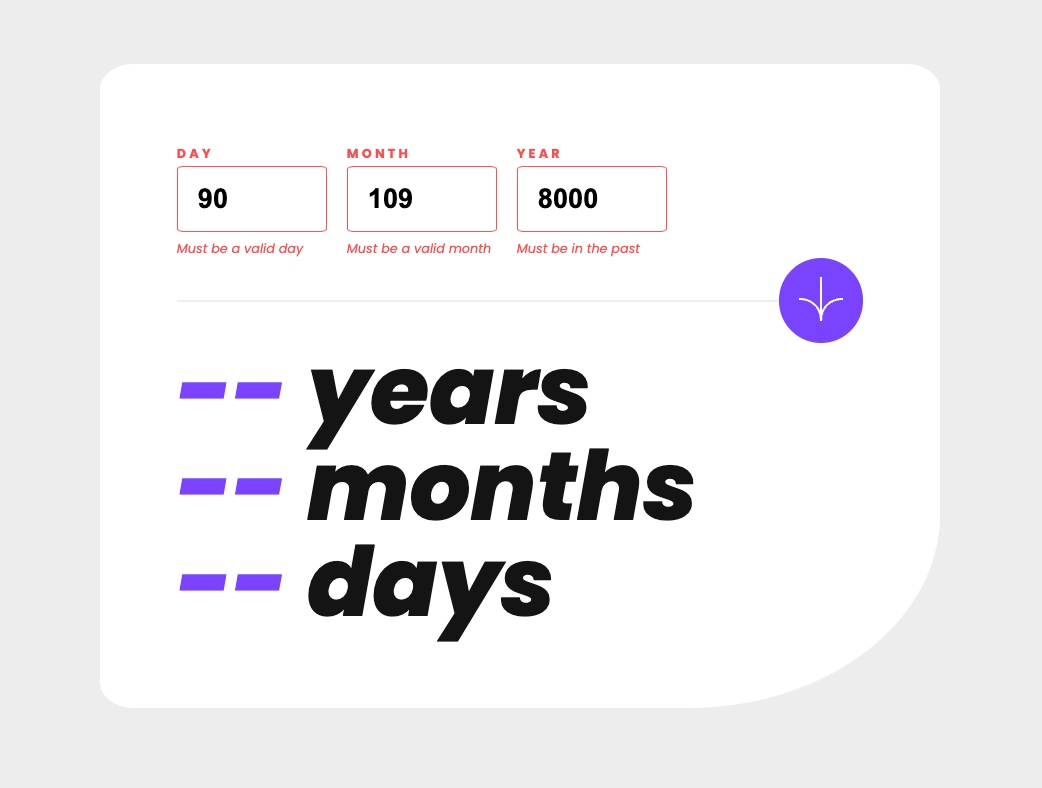 DAY MONTH YEAR
90 109 8000
Must be a valid day Must be a valid month Must be in the past
-- years
-- months
-- days